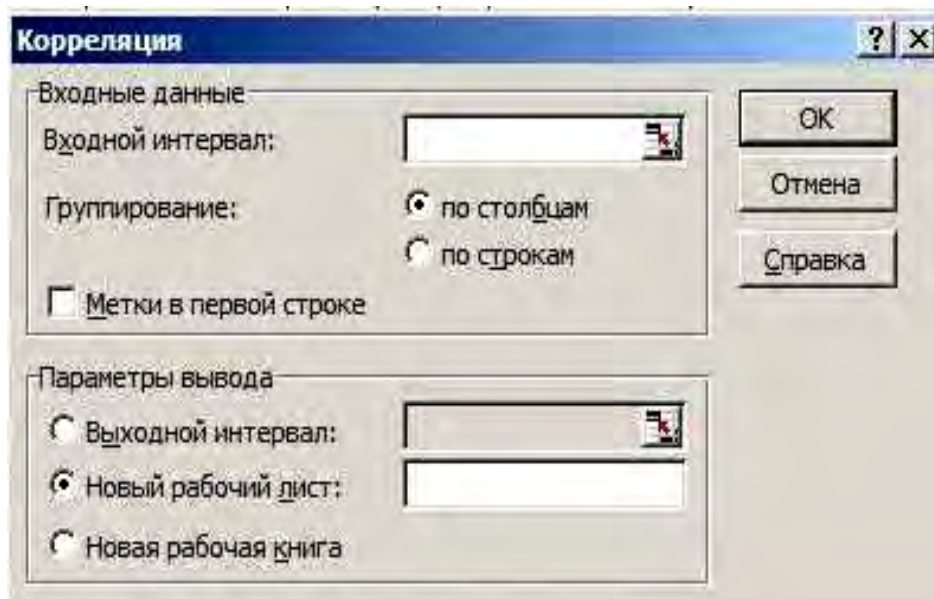 Корреляция
Входные данные
Входной интервал:
Группирование:
по столбцам
по строкам
Метки в первой строке
OK
Отмена
Справка
Параметры вывода
Выходной интервал:
Новый рабочий лист:
Новая рабочая книга